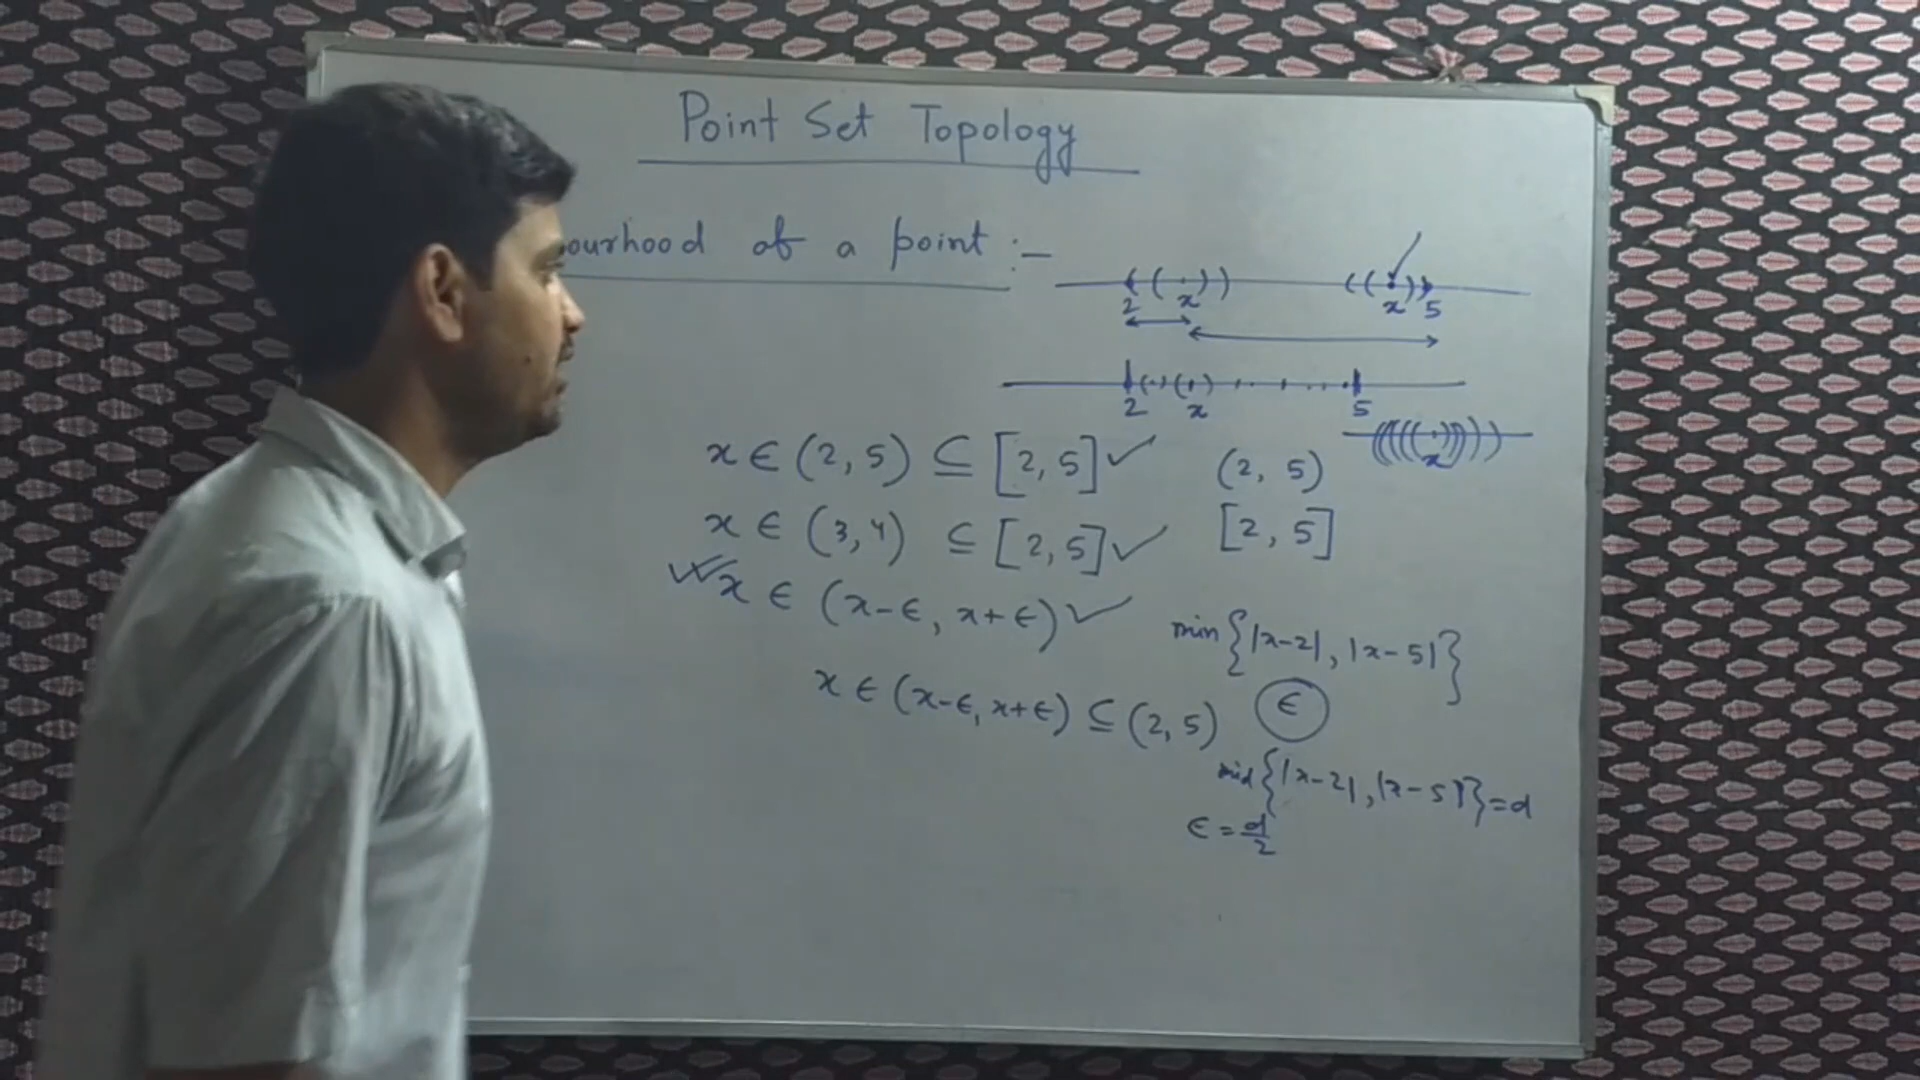 Point Set Topology
ourhood of a point :-
2 x x 5
2 x 5
x
x ∈ (2, 5) ⊆ [2, 5] ✓ (2, 5)
x ∈ (3, 4) ⊆ [2, 5] ✓ [2, 5]
x ∈ (x-ϵ, x+ϵ) ✓
min{|x-2|, |x-5|}
x ∈ (x-ϵ, x+ϵ) ⊆ (2, 5) ϵ
{|x-2|, |x-5|} = d
ϵ = d/2